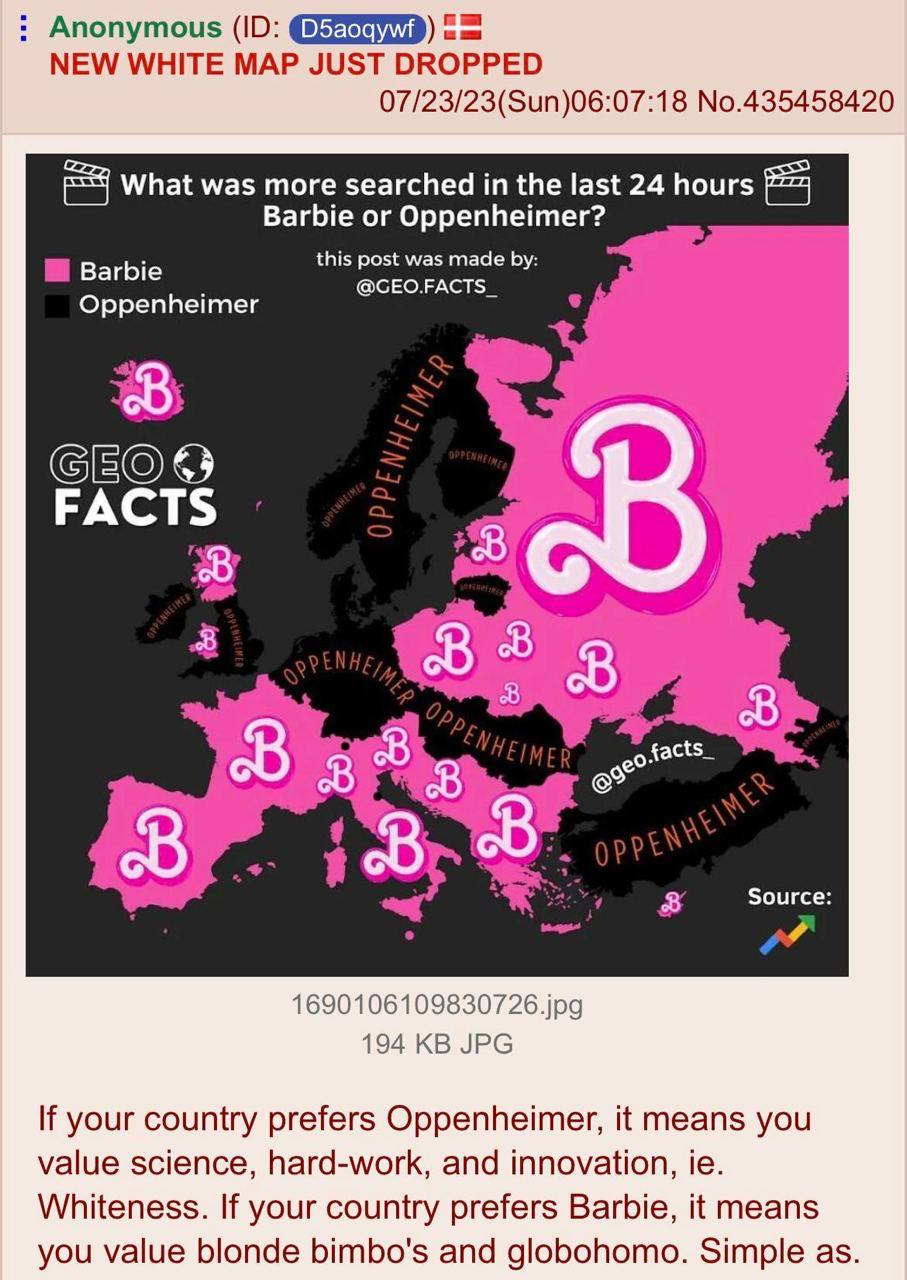 Anonymous (ID: D5aoqywf)
NEW WHITE MAP JUST DROPPED
07/23/23(Sun)06:07:18 No.435458420
What was more searched in the last 24 hours
Barbie or Oppenheimer?
this post was made by:
@GEO.FACTS_
Barbie
Oppenheimer
B
GEO
FACTS
OPPENHEIMER
OPPENHEIMER
OPPENHEIMER
B
B
B
OPPENHEIMER
OPPENHEIMER
OPPENHEIMER
B
OPPENHEIMER
B
B
B
B
B
OPPENHEIMER
OPPENHEIMER
B
B
B
B
@geo.facts_
B
B
B
OPPENHEIMER
B
Source:
1690106109830726.jpg
194 KB JPG
If your country prefers Oppenheimer, it means you
value science, hard-work, and innovation, ie.
Whiteness. If your country prefers Barbie, it means
you value blonde bimbo's and globohomo. Simple as.